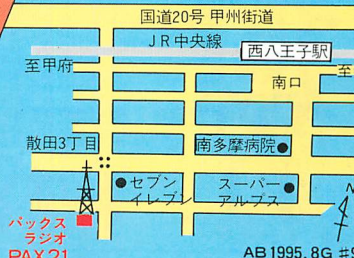 国道20号 甲州街道
JR中央線
西八王子駅
至甲府
至
南口
散田3丁目
南多摩病院
セブン
イレブン
スーパー
アルプス
N
パックス
ラジオ
PAX21
AB1995.8G